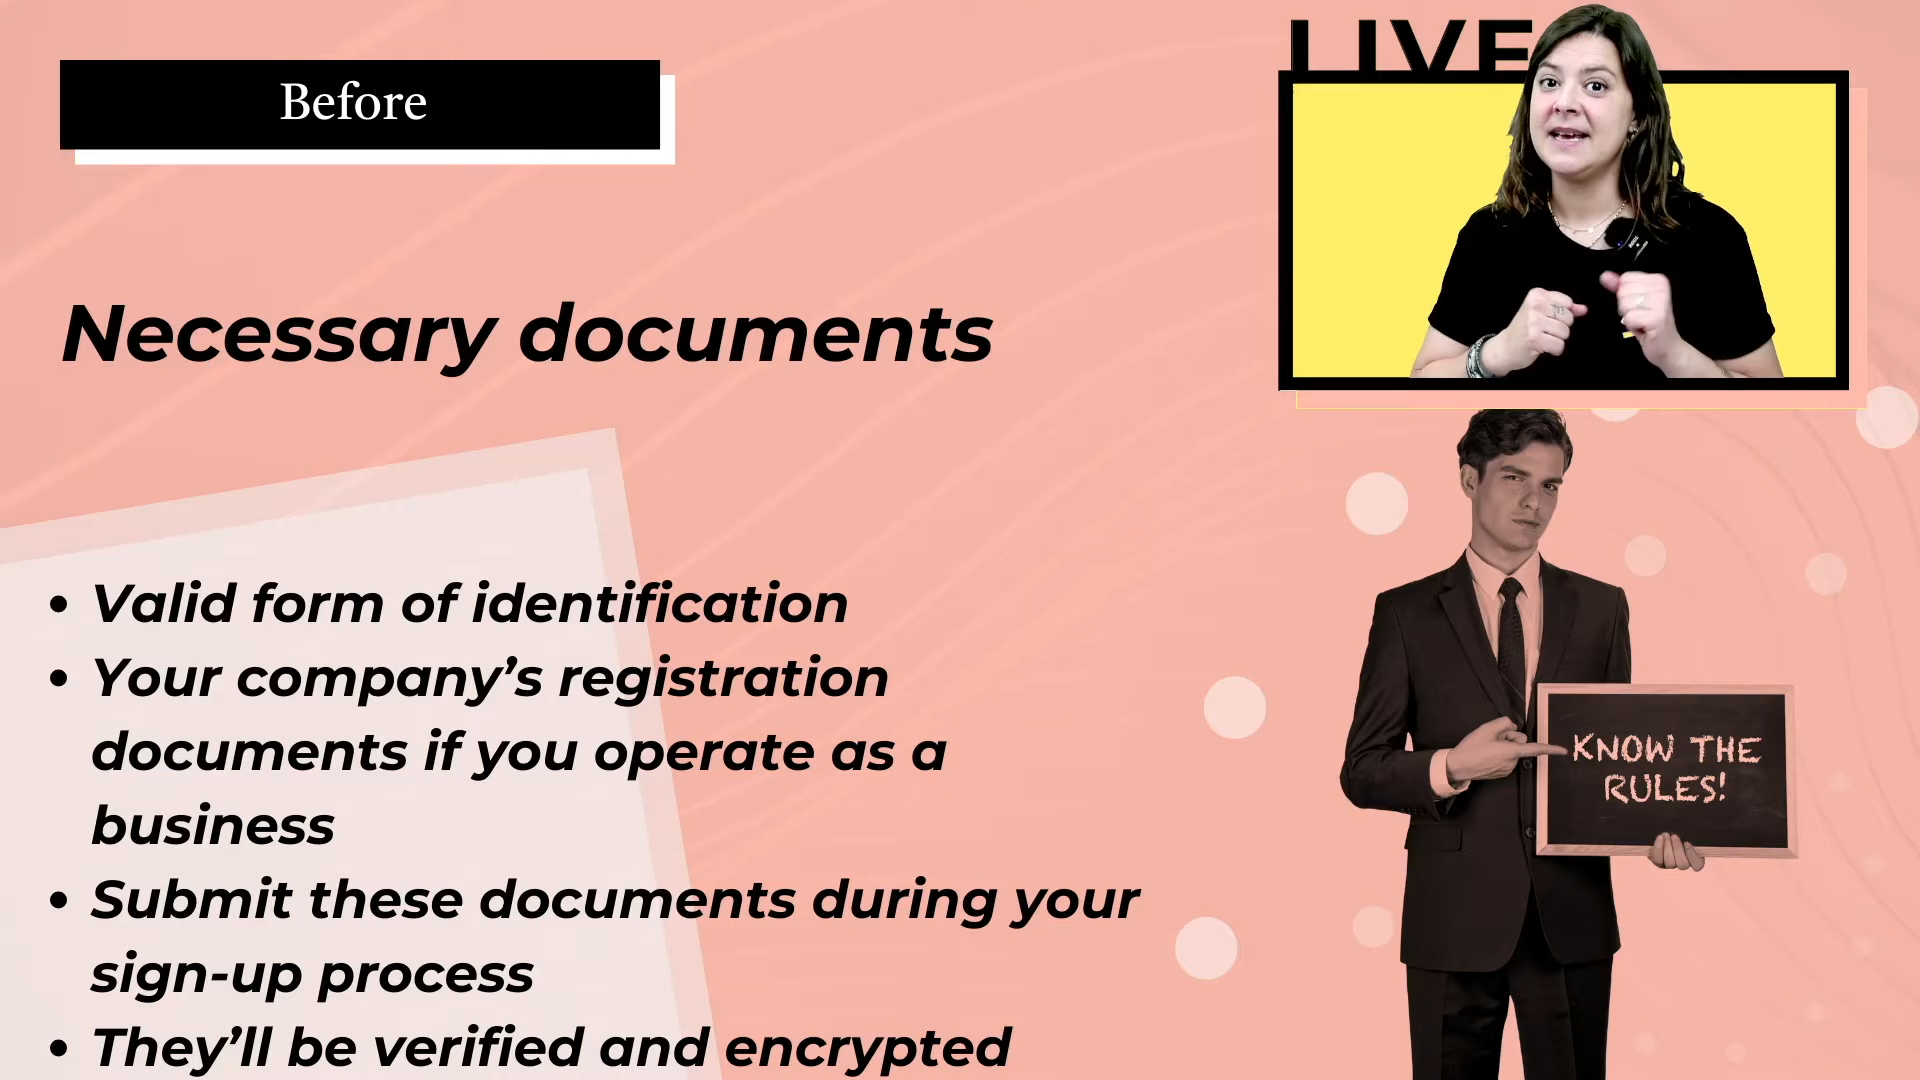 LIVE
Before
Necessary documents
• Valid form of identification
• Your company’s registration
documents if you operate as a
business
• Submit these documents during your
sign-up process
• They’ll be verified and encrypted
KNOW THE
RULES!